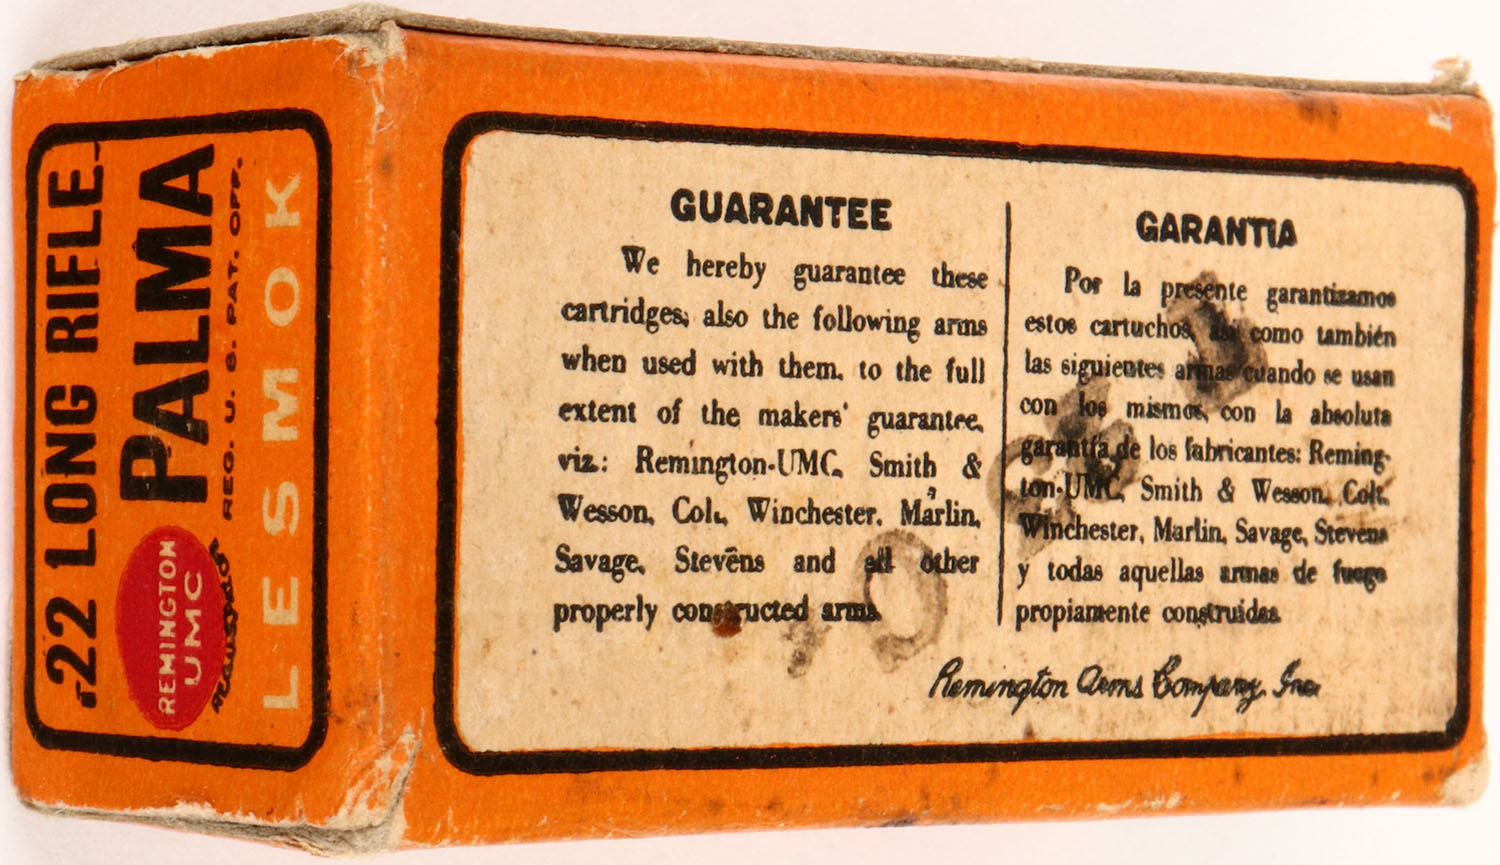 .22 LONG RIFLE
PALMA
REG. U. S. PAT. OFF.
REMINGTON
UMC
LESMOK
GUARANTEE
We hereby guarantee these
cartridges, also the following arms
when used with them, to the full
extent of the makers' guarantee,
viz.: Remington-UMC, Smith &
Wesson, Colt, Winchester, Marlin,
Savage, Stevens and all other
properly constructed arms.
GARANTIA
Por la presente garantizamos
estos cartuchos, así como también
las siguientes armas cuando se usan
con los mismos, con la absoluta
garantía de los fabricantes: Reming-
ton-UMC, Smith & Wesson, Colt,
Winchester, Marlin, Savage, Stevens
y todas aquellas armas de fuego
propiamente construidas.
Remington Arms Company, Inc.